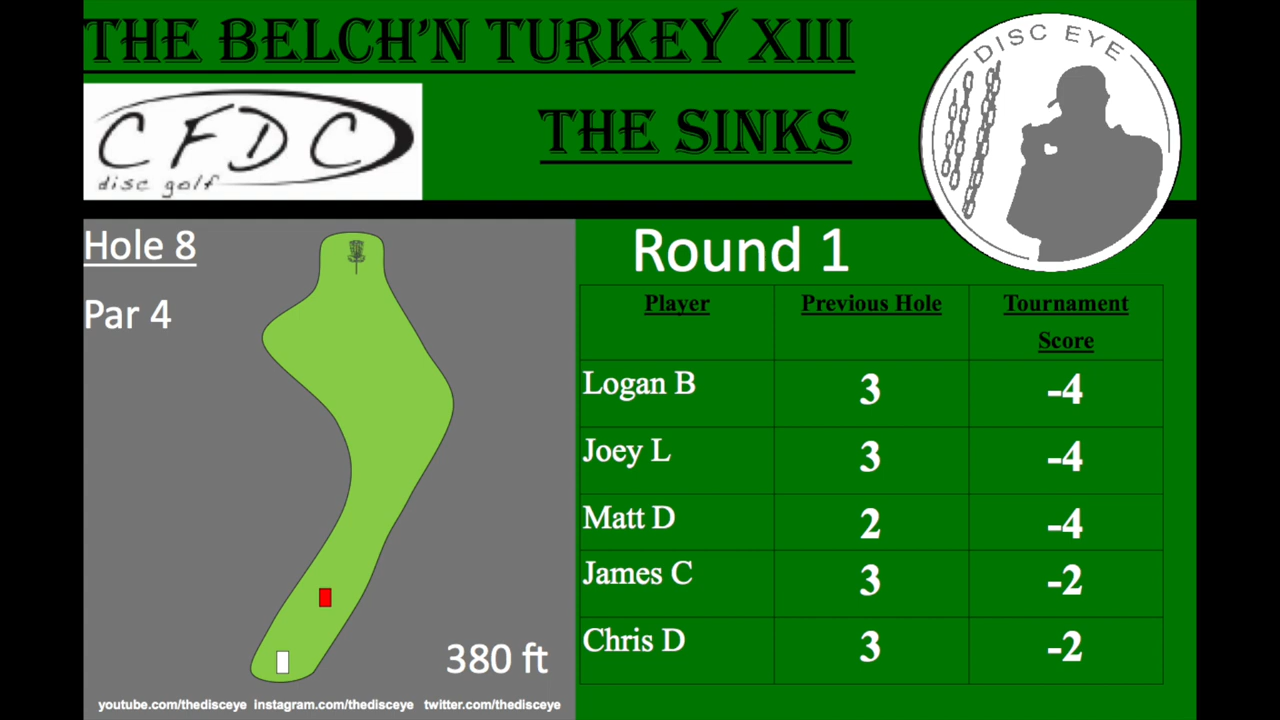 THE BELCH'N TURKEY XIII
THE SINKS
CFDC
disc golf
DISC EYE
Hole 8
Par 4
380 ft
youtube.com/thedisceye instagram.com/thedisceye twitter.com/thedisceye
Round 1
Player Previous Hole Tournament Score
Logan B 3 -4
Joey L 3 -4
Matt D 2 -4
James C 3 -2
Chris D 3 -2